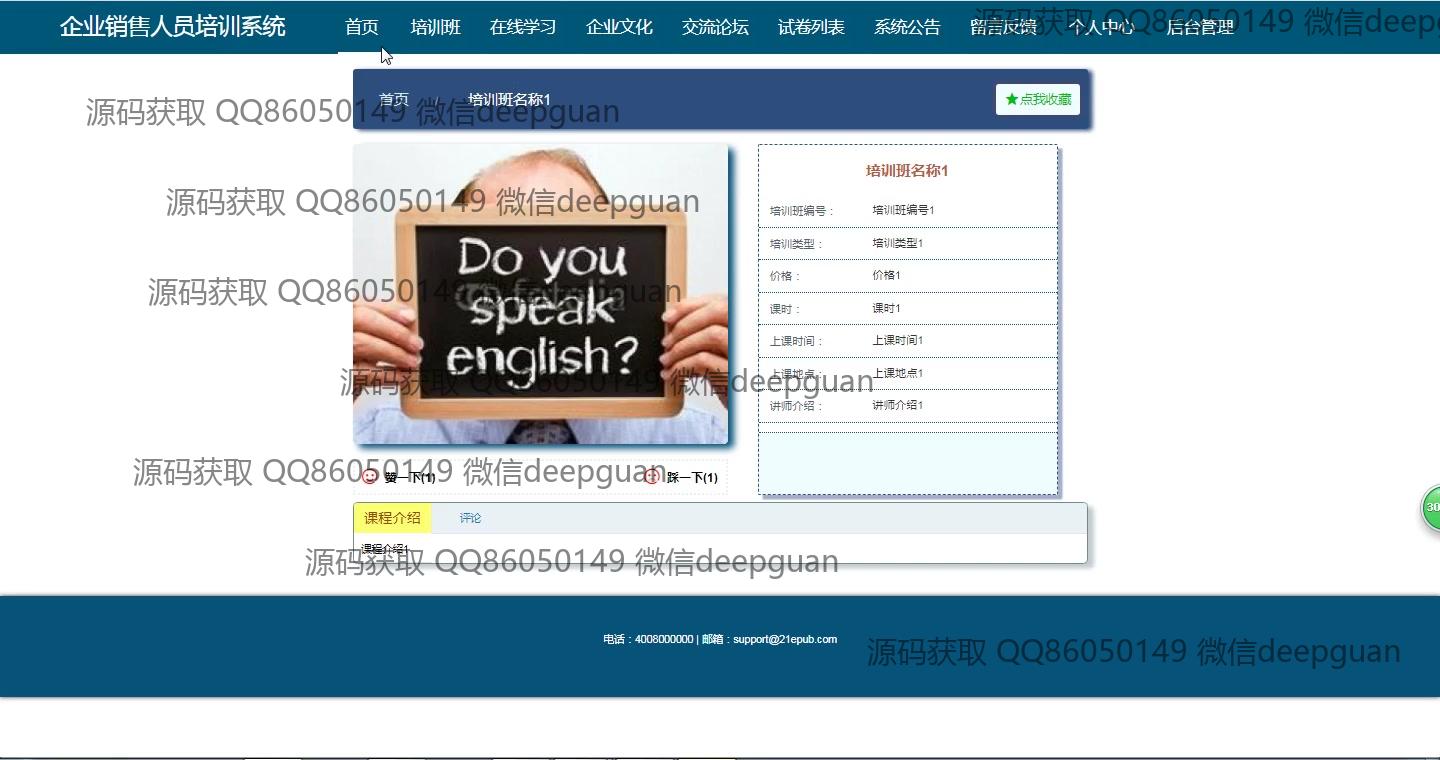 企业销售人员培训系统 首页 培训班 在线学习 企业文化 交流论坛 试卷列表 系统公告 留言反馈 个人中心 后台管理
源码获取 QQ86050149 微信deepguan
首页 / 培训班名称1 ★点我收藏
源码获取 QQ86050149 微信deepguan
培训班名称1
源码获取 QQ86050149 微信deepguan
培训班编号： 培训班编号1
Do you
培训类型： 培训类型1
价格： 价格1
源码获取 QQ86050149 微信deepguan
speak
课时： 课时1
上课时间： 上课时间1
english?
上课地点： 上课地点1
源码获取 QQ86050149 微信deepguan
讲师介绍： 讲师介绍1
源码获取 QQ86050149 微信deepguan
赞一下(1) 踩一下(1)
30
课程介绍 评论
课程介绍1
源码获取 QQ86050149 微信deepguan
电话：4008000000 | 邮箱：support@21epub.com
源码获取 QQ86050149 微信deepguan